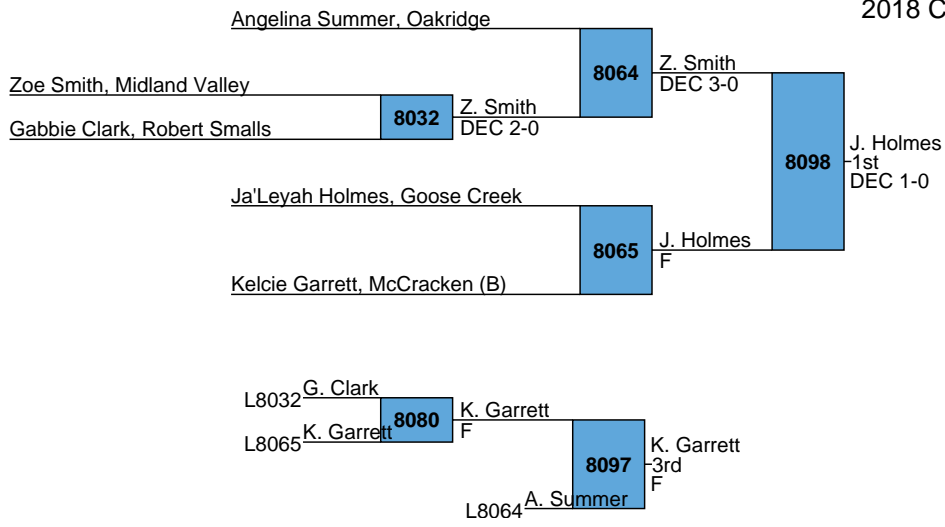 2018 C
Angelina Summer, Oakridge
8064
Z. Smith
DEC 3-0
Zoe Smith, Midland Valley
8032
Z. Smith
DEC 2-0
Gabbie Clark, Robert Smalls
8098
J. Holmes
1st
DEC 1-0
Ja'Leyah Holmes, Goose Creek
8065
J. Holmes
F
Kelcie Garrett, McCracken (B)
L8032
G. Clark
8080
K. Garrett
F
L8065
K. Garrett
8097
K. Garrett
3rd
F
L8064
A. Summer